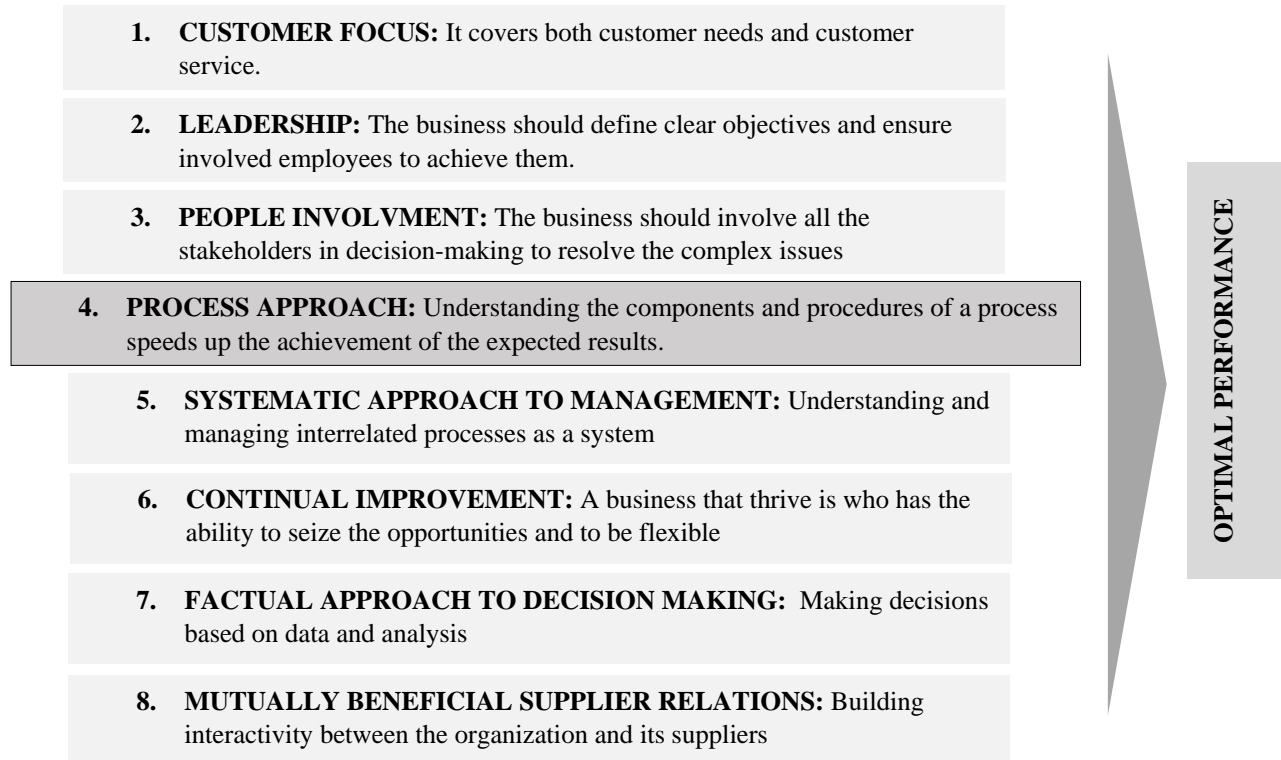 1. CUSTOMER FOCUS: It covers both customer needs and customer
service.
2. LEADERSHIP: The business should define clear objectives and ensure
involved employees to achieve them.
3. PEOPLE INVOLVMENT: The business should involve all the
stakeholders in decision-making to resolve the complex issues
4. PROCESS APPROACH: Understanding the components and procedures of a process
speeds up the achievement of the expected results.
5. SYSTEMATIC APPROACH TO MANAGEMENT: Understanding and
managing interrelated processes as a system
6. CONTINUAL IMPROVEMENT: A business that thrive is who has the
ability to seize the opportunities and to be flexible
7. FACTUAL APPROACH TO DECISION MAKING: Making decisions
based on data and analysis
8. MUTUALLY BENEFICIAL SUPPLIER RELATIONS: Building
interactivity between the organization and its suppliers
OPTIMAL PERFORMANCE